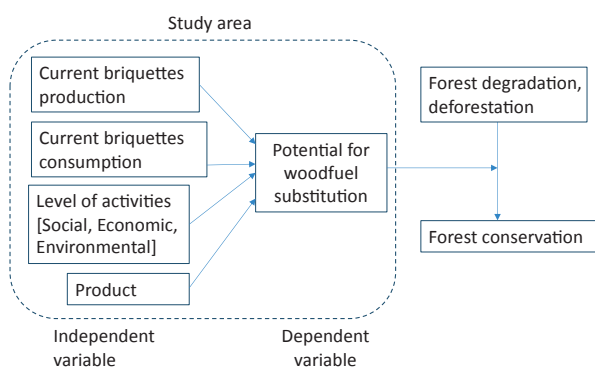 Study area
Current briquettes
production
Current briquettes
consumption
Level of activities
[Social, Economic,
Environmental]
Product
Potential for
woodfuel
substitution
Forest degradation,
deforestation
Forest conservation
Independent
variable
Dependent
variable